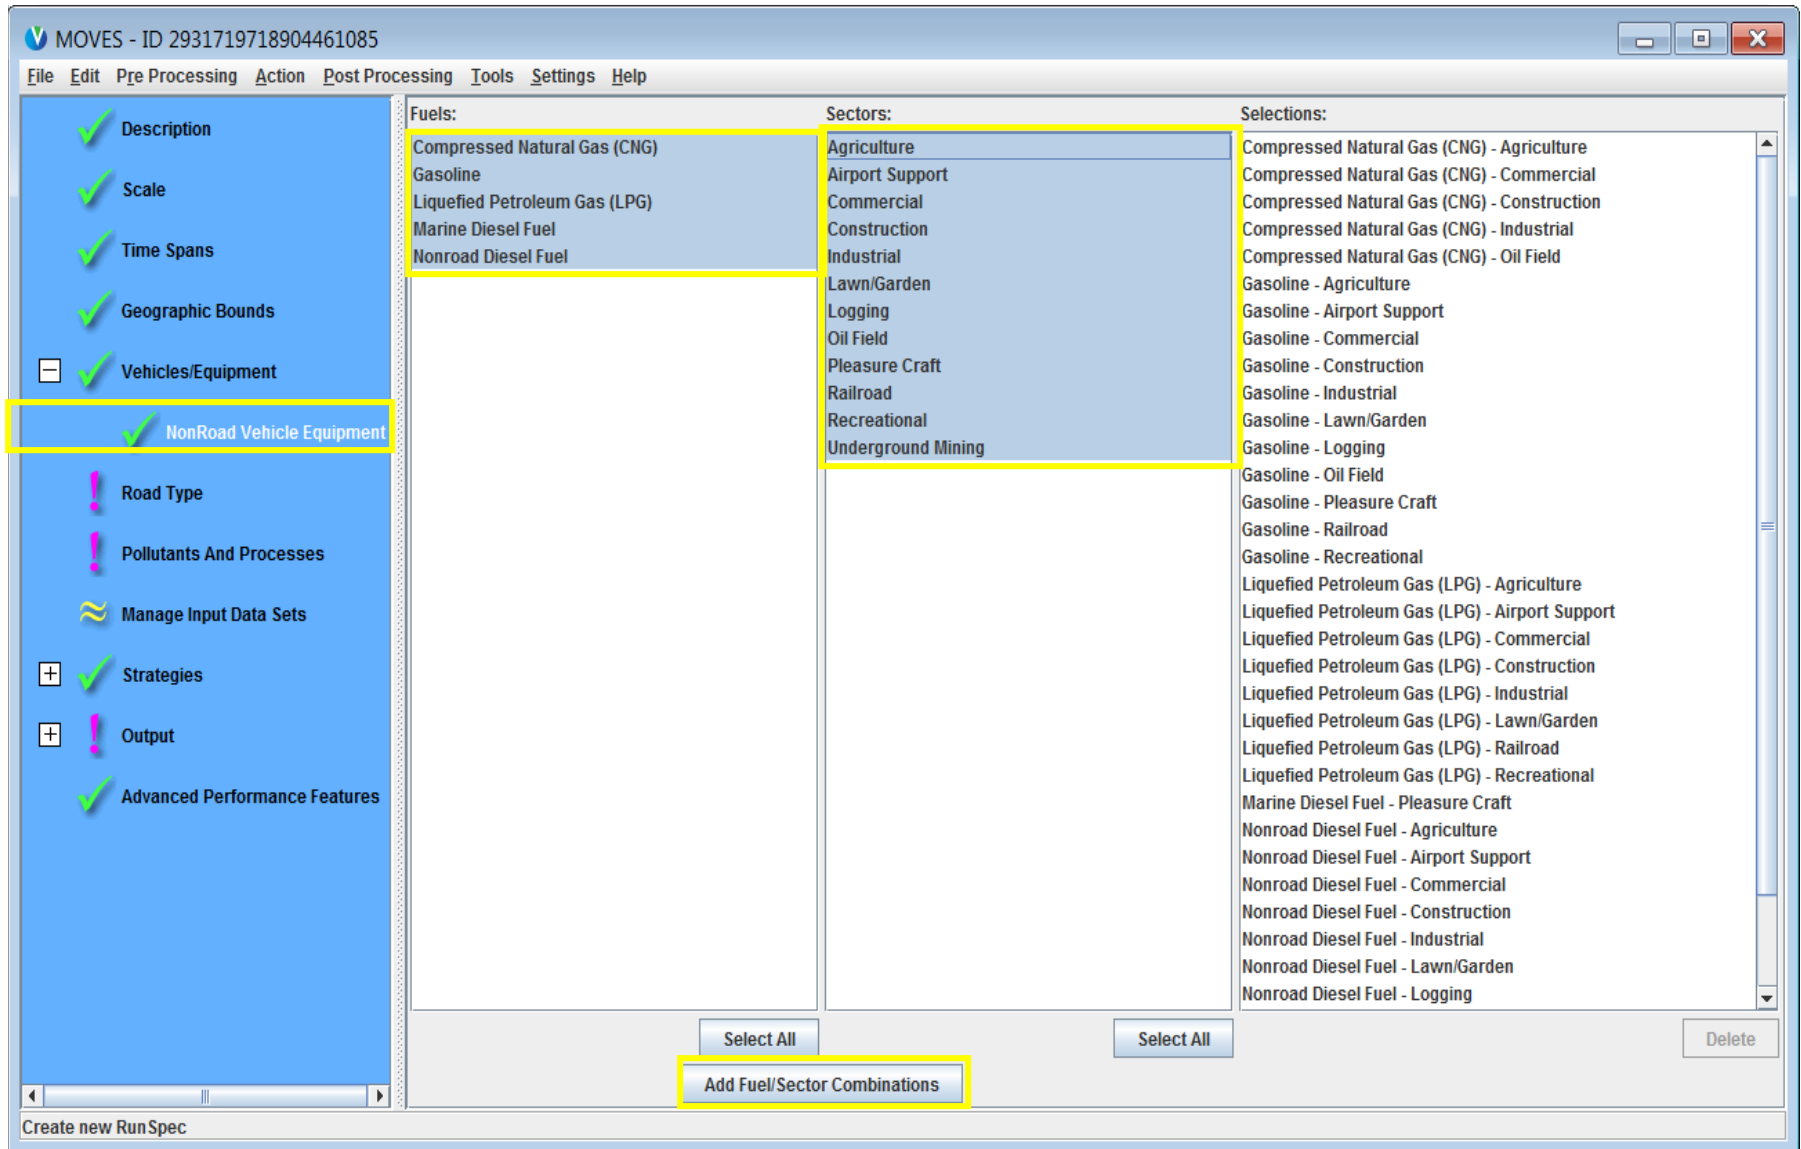 MOVES - ID 2931719718904461085
File Edit Pre Processing Action Post Processing Tools Settings Help
Description
Scale
Time Spans
Geographic Bounds
Vehicles/Equipment
NonRoad Vehicle Equipment
Road Type
Pollutants And Processes
Manage Input Data Sets
Strategies
Output
Advanced Performance Features
Fuels:
Compressed Natural Gas (CNG)
Gasoline
Liquefied Petroleum Gas (LPG)
Marine Diesel Fuel
Nonroad Diesel Fuel
Select All
Sectors:
Agriculture
Airport Support
Commercial
Construction
Industrial
Lawn/Garden
Logging
Oil Field
Pleasure Craft
Railroad
Recreational
Underground Mining
Select All
Selections:
Compressed Natural Gas (CNG) - Agriculture
Compressed Natural Gas (CNG) - Commercial
Compressed Natural Gas (CNG) - Construction
Compressed Natural Gas (CNG) - Industrial
Compressed Natural Gas (CNG) - Oil Field
Gasoline - Agriculture
Gasoline - Airport Support
Gasoline - Commercial
Gasoline - Construction
Gasoline - Industrial
Gasoline - Lawn/Garden
Gasoline - Logging
Gasoline - Oil Field
Gasoline - Pleasure Craft
Gasoline - Railroad
Gasoline - Recreational
Liquefied Petroleum Gas (LPG) - Agriculture
Liquefied Petroleum Gas (LPG) - Airport Support
Liquefied Petroleum Gas (LPG) - Commercial
Liquefied Petroleum Gas (LPG) - Construction
Liquefied Petroleum Gas (LPG) - Industrial
Liquefied Petroleum Gas (LPG) - Lawn/Garden
Liquefied Petroleum Gas (LPG) - Railroad
Liquefied Petroleum Gas (LPG) - Recreational
Marine Diesel Fuel - Pleasure Craft
Nonroad Diesel Fuel - Agriculture
Nonroad Diesel Fuel - Airport Support
Nonroad Diesel Fuel - Commercial
Nonroad Diesel Fuel - Construction
Nonroad Diesel Fuel - Industrial
Nonroad Diesel Fuel - Lawn/Garden
Nonroad Diesel Fuel - Logging
Delete
Add Fuel/Sector Combinations
Create new RunSpec